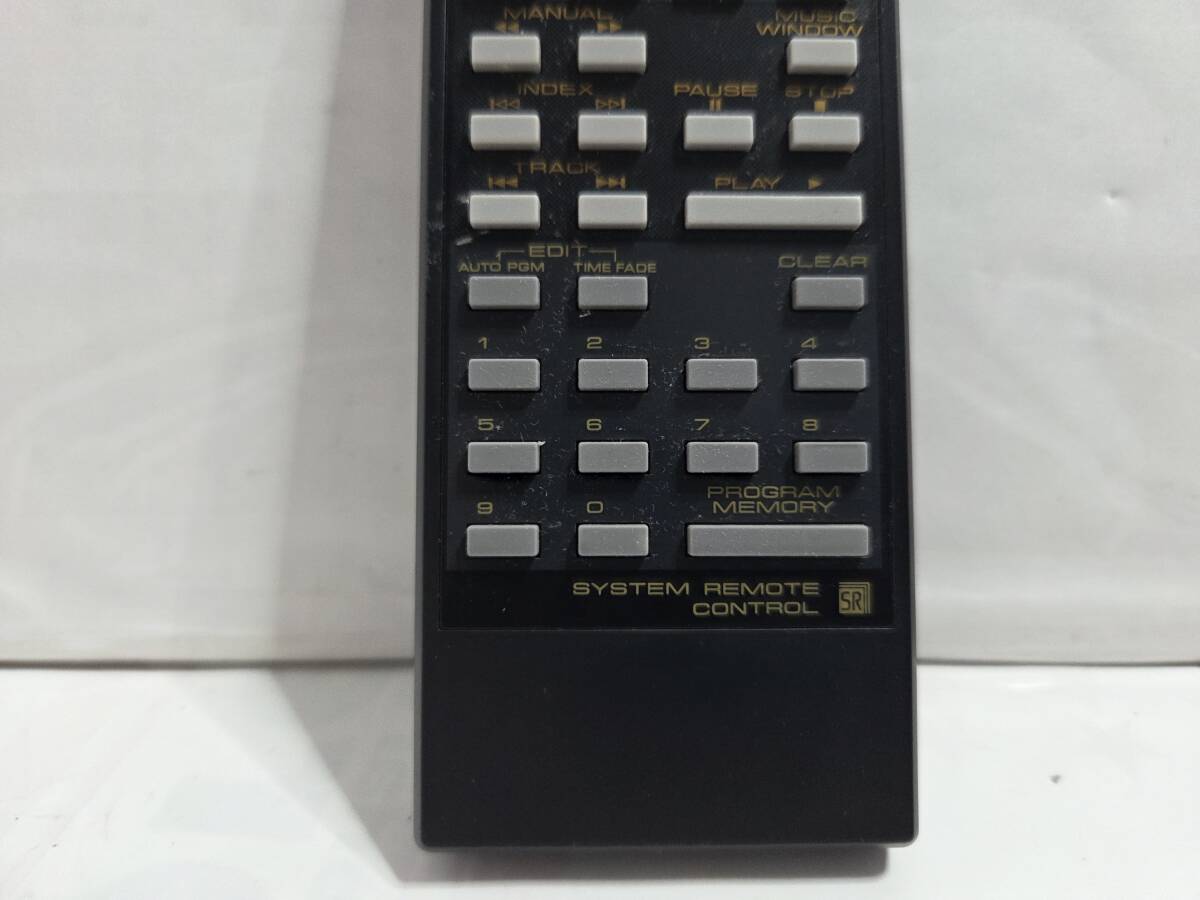 MANUAL
MUSIC
WINDOW
INDEX
PAUSE
STOP
TRACK
PLAY
EDIT
AUTO PGM
TIME FADE
CLEAR
1 2 3 4
5 6 7 8
PROGRAM
MEMORY
9 0
SYSTEM REMOTE
CONTROL
SR